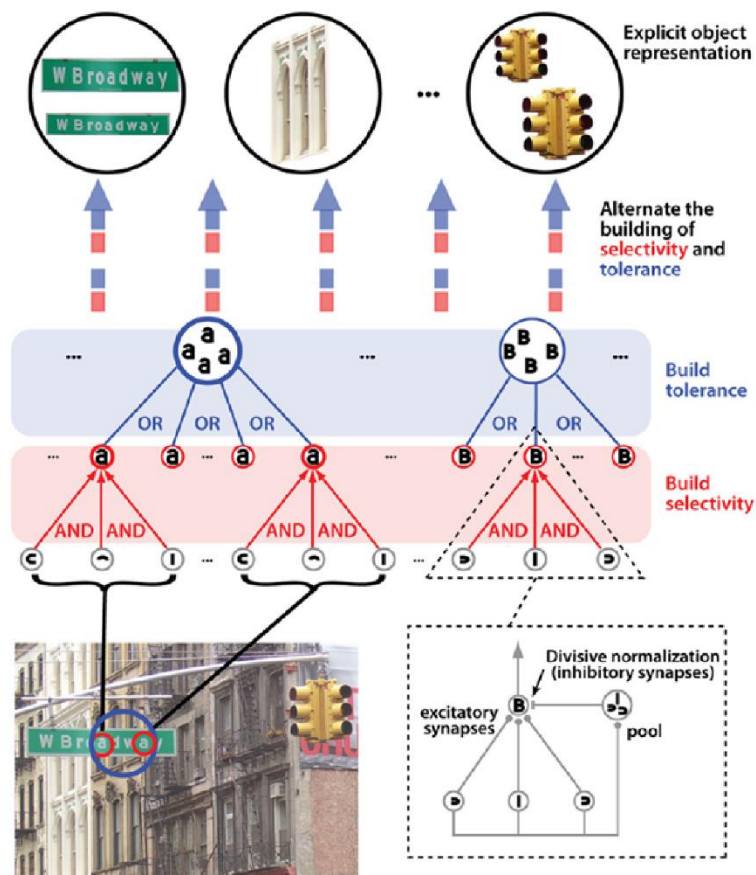 Explicit object
representation
W Broadway
W Broadway
...
Alternate the
building of
selectivity and
tolerance
... a a a a ... B B B B ...
Build
tolerance
OR OR OR OR OR
... a a ... a a ... B B ... B
Build
selectivity
AND AND AND AND AND AND
... ...
Divisive normalization
(inhibitory synapses)
B
excitatory
synapses
pool
W Broadway